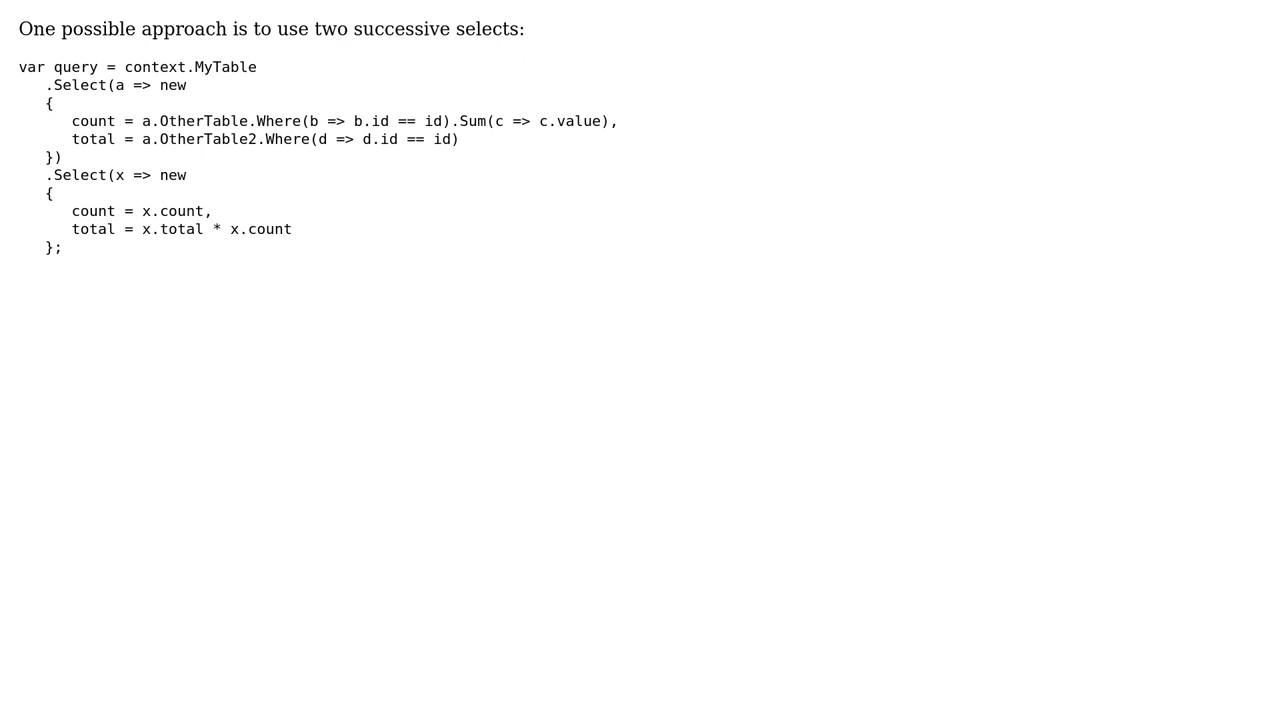 One possible approach is to use two successive selects:
var query = context.MyTable
   .Select(a => new
   {
      count = a.OtherTable.Where(b => b.id == id).Sum(c => c.value),
      total = a.OtherTable2.Where(d => d.id == id)
   })
   .Select(x => new
   {
      count = x.count,
      total = x.total * x.count
   };